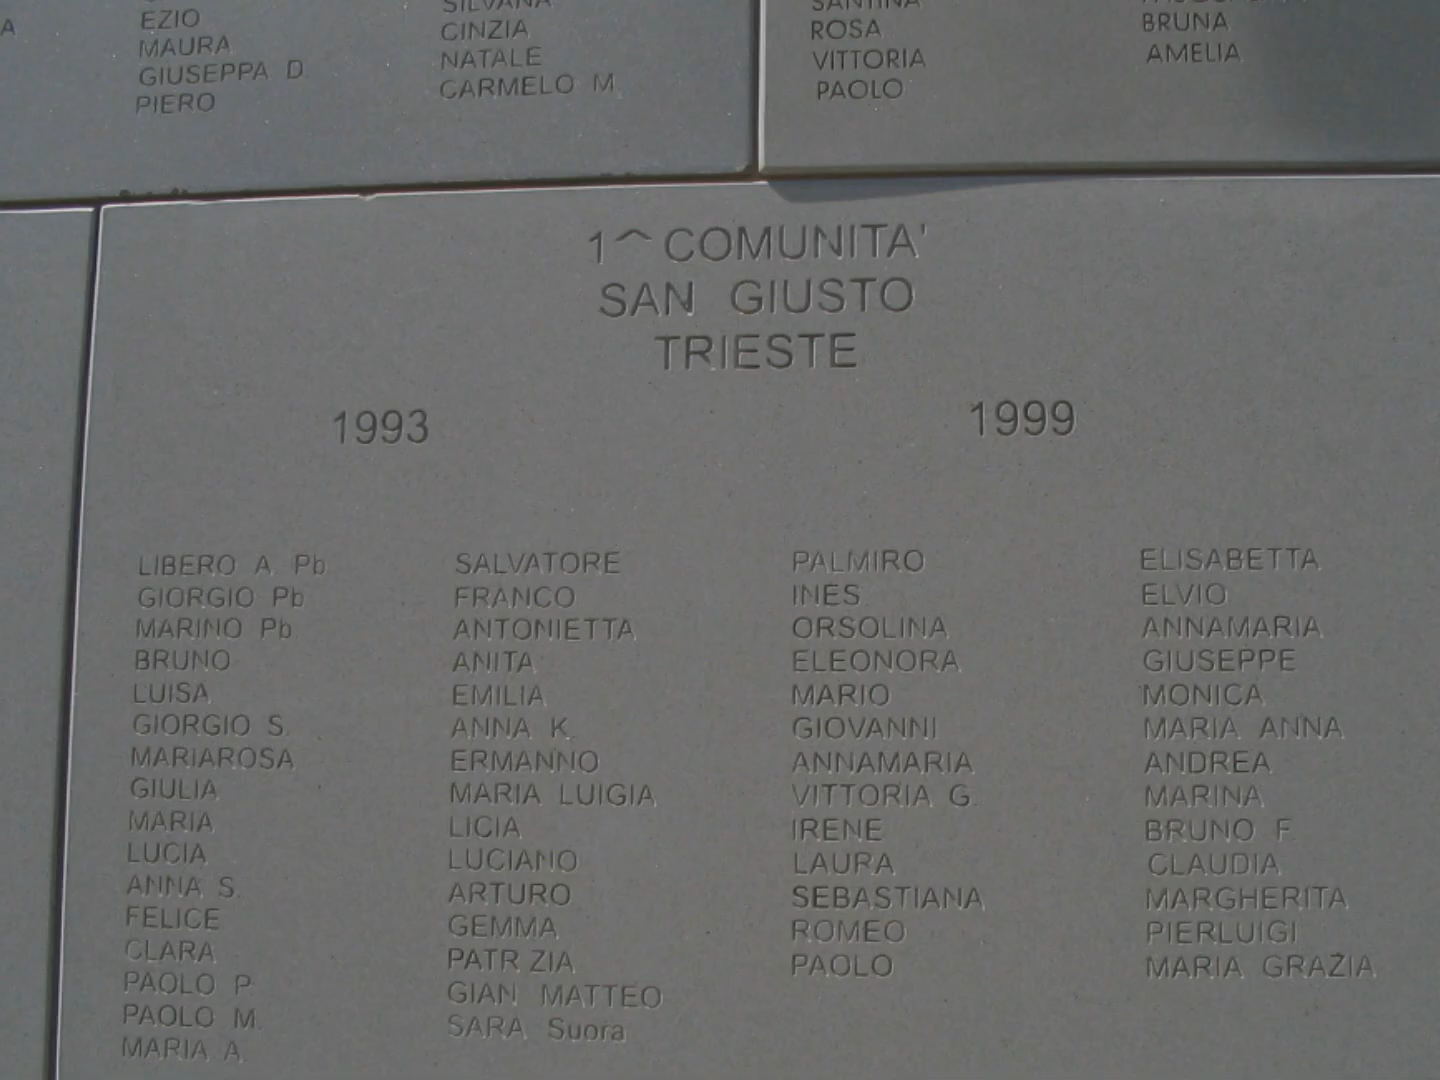 EZIO
MAURA
GIUSEPPA D.
PIERO
SILVANA
CINZIA
NATALE
CARMELO M.
SANTINA
ROSA
VITTORIA
PAOLO
BRUNA
AMELIA
1^ COMUNITA'
SAN GIUSTO
TRIESTE
1993
LIBERO A. Pb.
GIORGIO Pb.
MARINO Pb.
BRUNO
LUISA
GIORGIO S.
MARIAROSA
GIULIA
MARIA
LUCIA
ANNA S.
FELICE
CLARA
PAOLO P.
PAOLO M.
MARIA A.
SALVATORE
FRANCO
ANTONIETTA
ANITA
EMILIA
ANNA K.
ERMANNO
MARIA LUIGIA
LICIA
LUCIANO
ARTURO
GEMMA
PATRIZIA
GIAN MATTEO
SARA Suora
1999
PALMIRO
INES
ORSOLINA
ELEONORA
MARIO
GIOVANNI
ANNAMARIA
VITTORIA G.
IRENE
LAURA
SEBASTIANA
ROMEO
PAOLO
ELISABETTA
ELVIO
ANNAMARIA
GIUSEPPE
MONICA
MARIA ANNA
ANDREA
MARINA
BRUNO F.
CLAUDIA
MARGHERITA
PIERLUIGI
MARIA GRAZIA